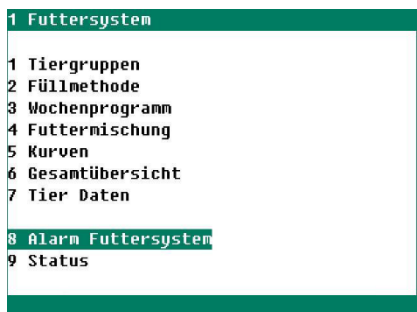 1 Futtersystem
1 Tiergruppen
2 Füllmethode
3 Wochenprogramm
4 Futtermischung
5 Kurven
6 Gesamtübersicht
7 Tier Daten
8 Alarm Futtersystem
9 Status